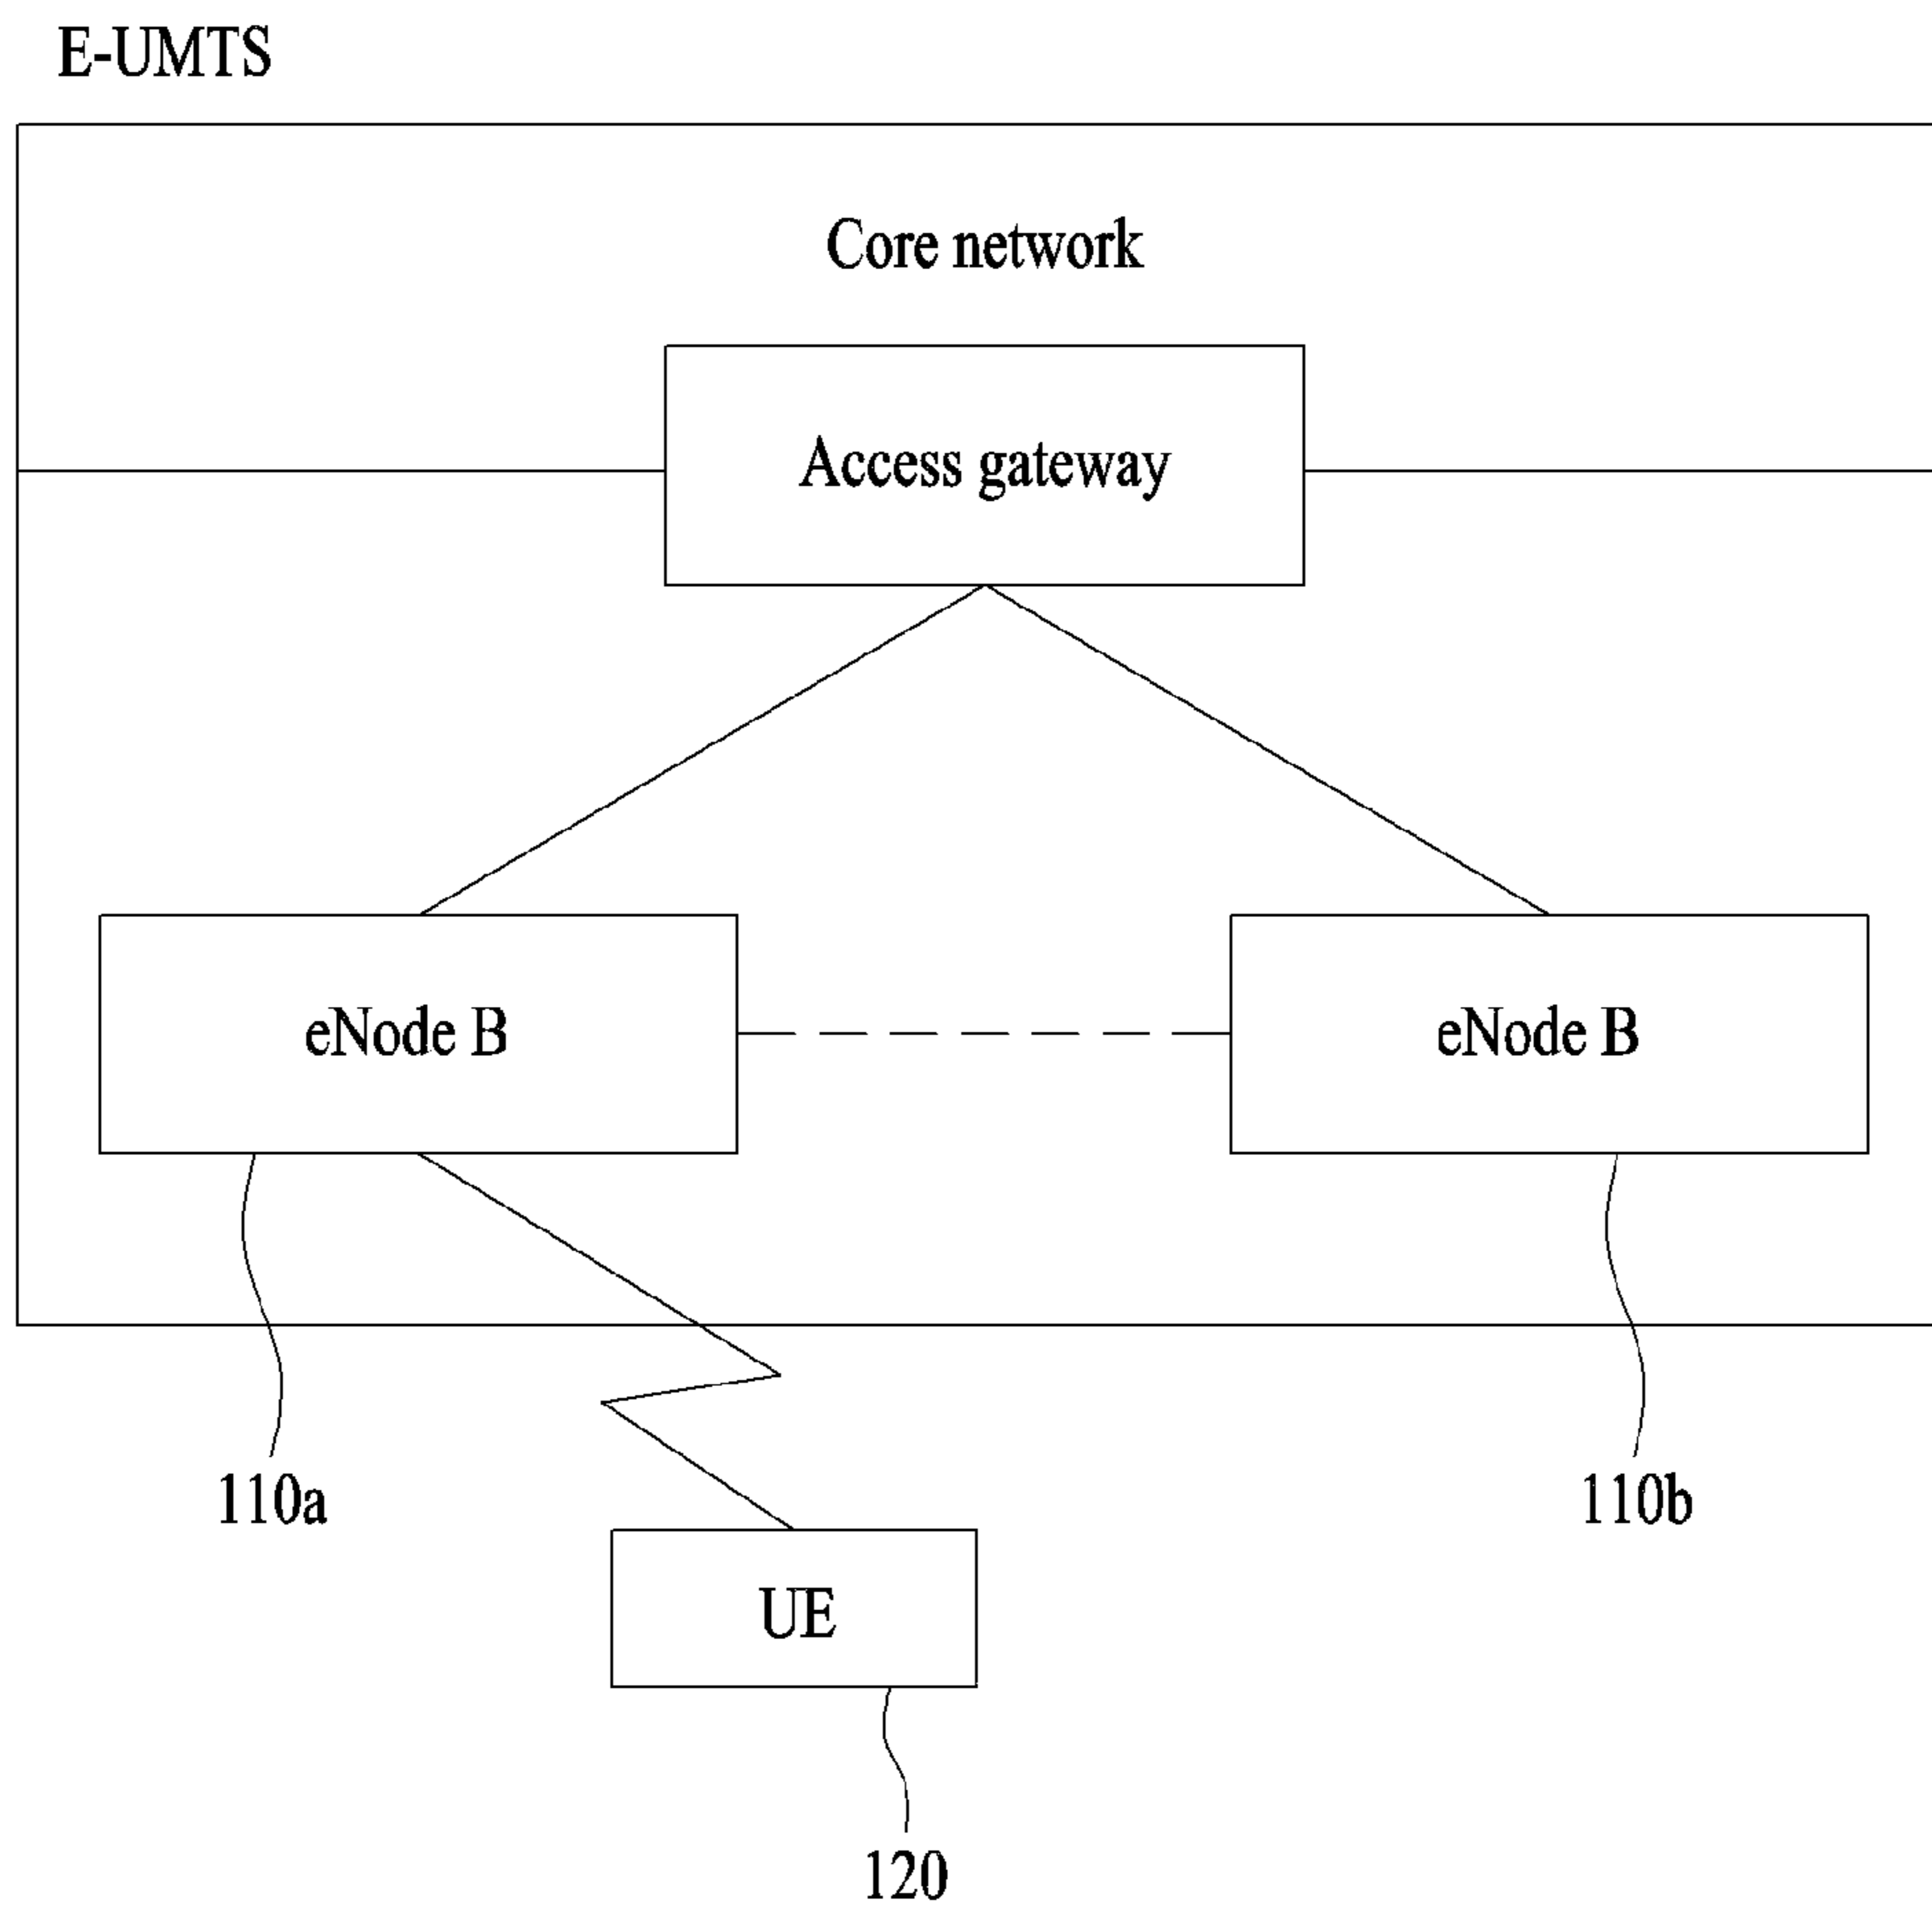 E-UMTS
Core network
Access gateway
eNode B
eNode B
110a
110b
UE
120